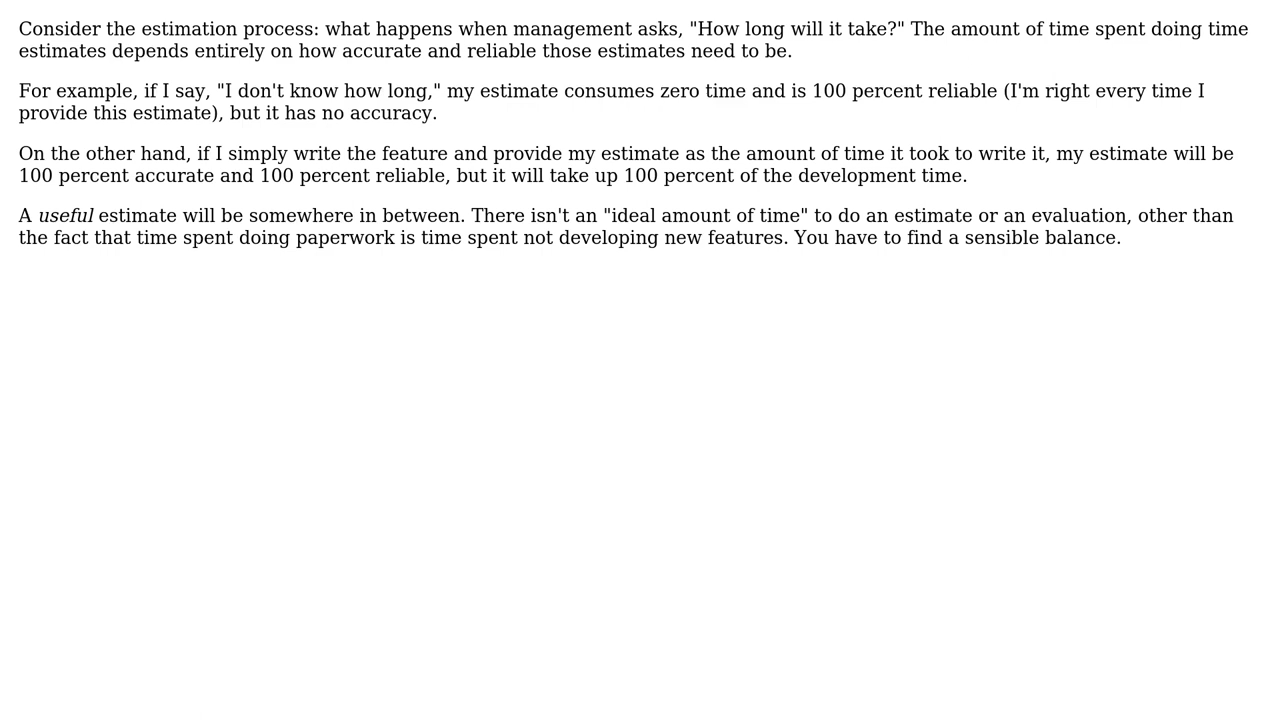 Consider the estimation process: what happens when management asks, "How long will it take?" The amount of time spent doing time
estimates depends entirely on how accurate and reliable those estimates need to be.
For example, if I say, "I don't know how long," my estimate consumes zero time and is 100 percent reliable (I'm right every time I
provide this estimate), but it has no accuracy.
On the other hand, if I simply write the feature and provide my estimate as the amount of time it took to write it, my estimate will be
100 percent accurate and 100 percent reliable, but it will take up 100 percent of the development time.
A useful estimate will be somewhere in between. There isn't an "ideal amount of time" to do an estimate or an evaluation, other than
the fact that time spent doing paperwork is time spent not developing new features. You have to find a sensible balance.